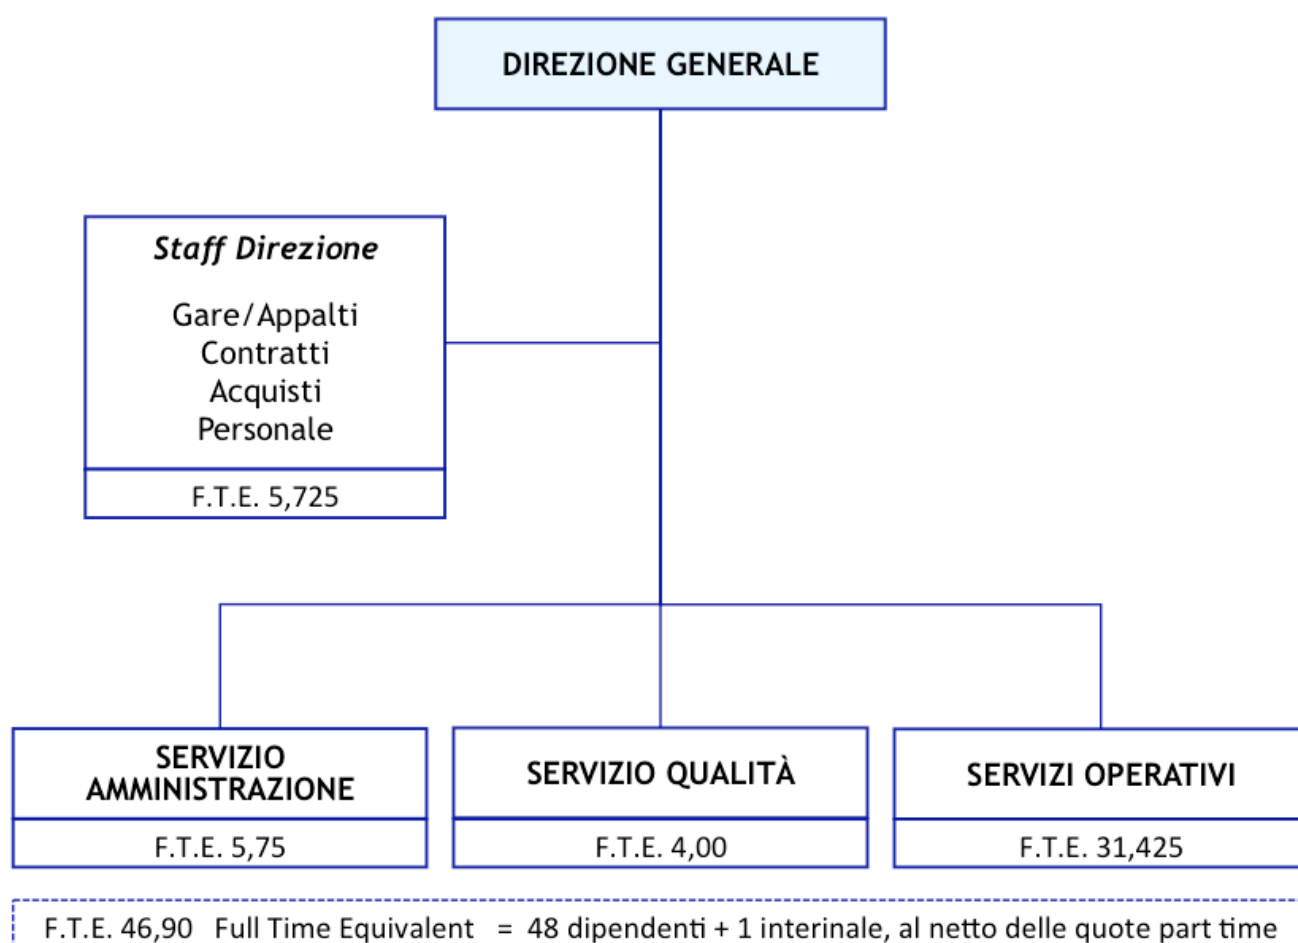 DIREZIONE GENERALE
Staff Direzione
Gare/Appalti
Contratti
Acquisti
Personale
F.T.E. 5,725
SERVIZIO
AMMINISTRAZIONE
F.T.E. 5,75
SERVIZIO QUALITÀ
F.T.E. 4,00
SERVIZI OPERATIVI
F.T.E. 31,425
F.T.E. 46,90 Full Time Equivalent = 48 dipendenti + 1 interinale, al netto delle quote part time